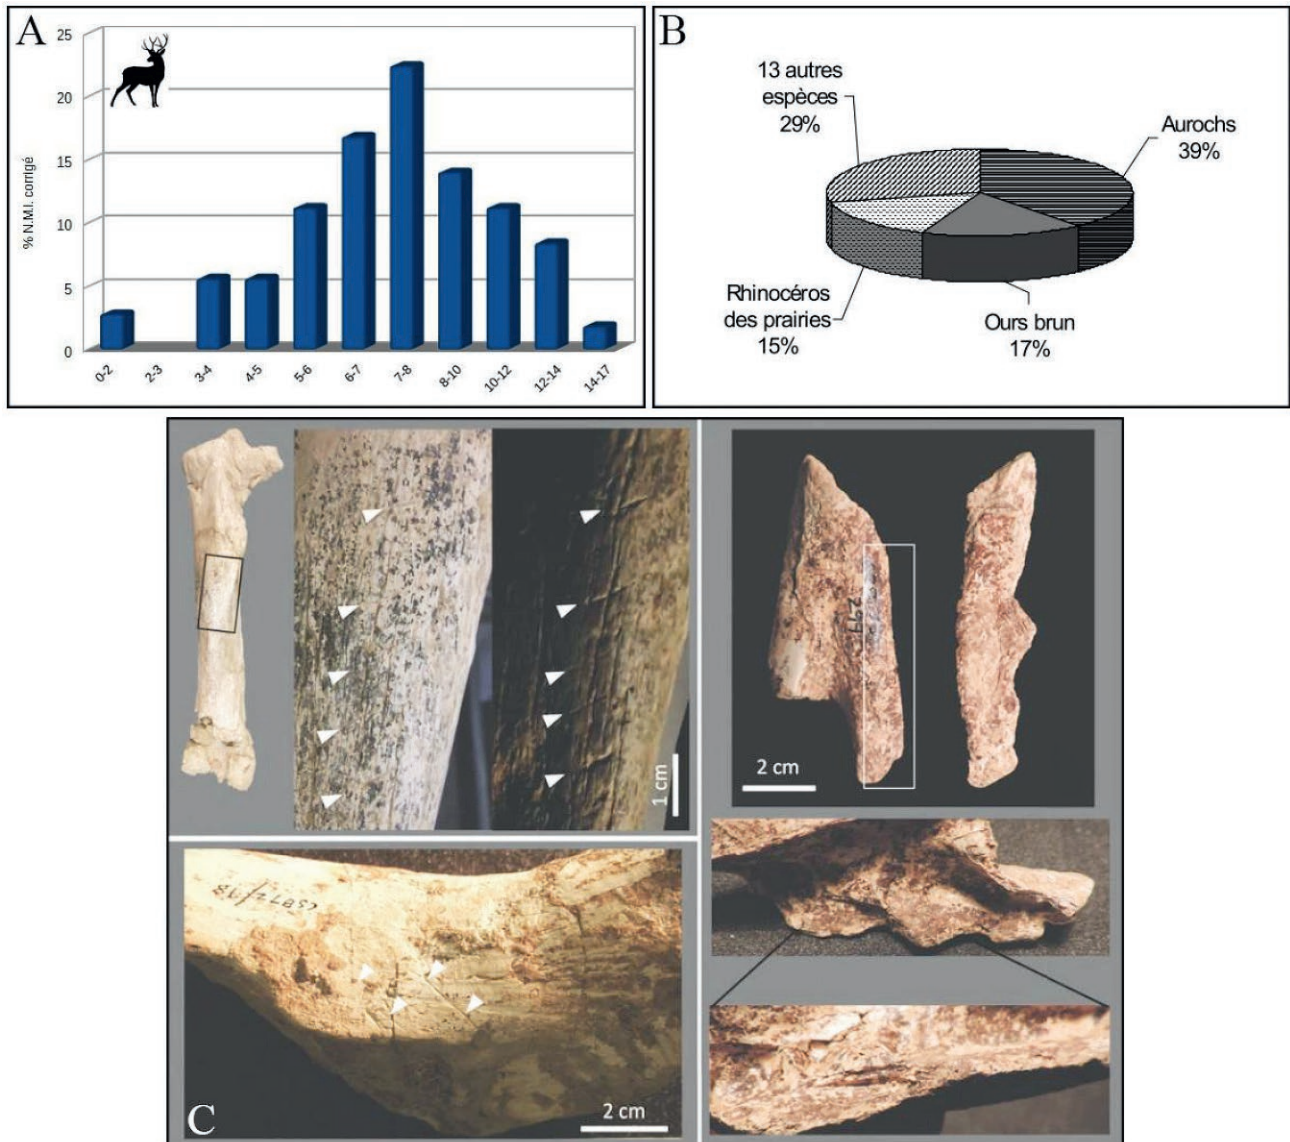 A
25
20
15
10
5
0
% N.M.I. corrigé
0-2
2-3
3-4
4-5
5-6
6-7
7-8
8-10
10-12
12-14
14-17
B
13 autres
espèces
29%
Aurochs
39%
Rhinocéros
des prairies
15%
Ours brun
17%
1 cm
299
2 cm
C
2 cm